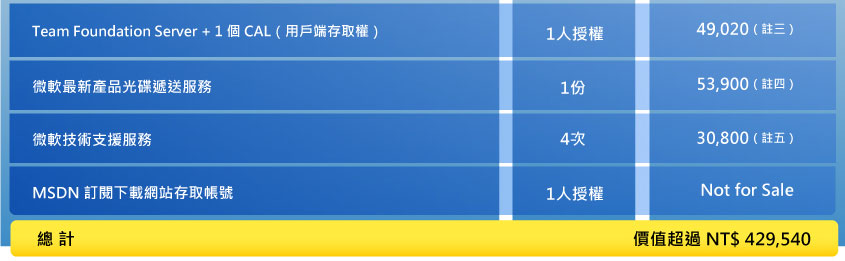 Team Foundation Server + 1 個 CAL ( 用戶端存取權 ) 1人授權 49,020 ( 註三 )
微軟最新產品光碟遞送服務 1份 53,900 ( 註四 )
微軟技術支援服務 4次 30,800 ( 註五 )
MSDN 訂閱下載網站存取帳號 1人授權 Not for Sale
總 計 價值超過 NT$ 429,540